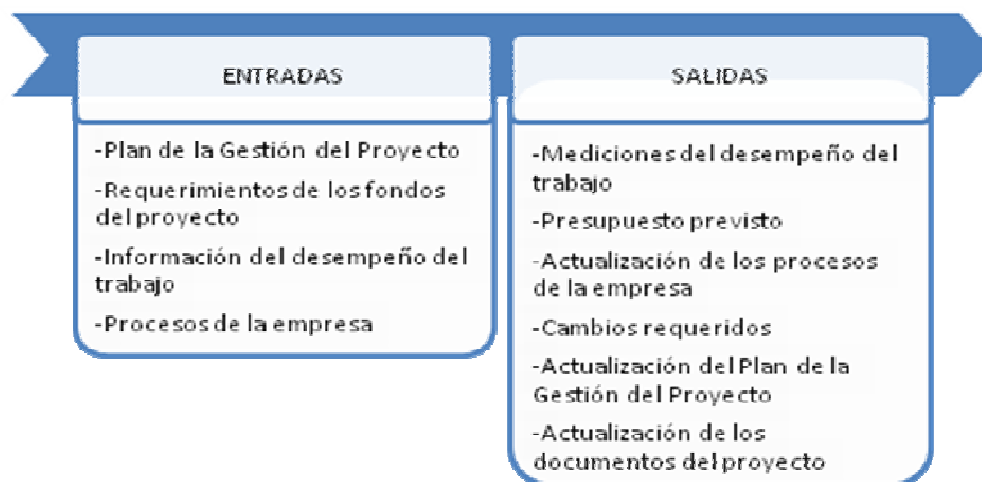 ENTRADAS
-Plan de la Gestión del Proyecto
-Requerimientos de los fondos
del proyecto
-Información del desempeño del
trabajo
-Procesos de la empresa
SALIDAS
-Mediciones del desempeño del
trabajo
-Presupuesto previsto
-Actualización de los procesos
de la empresa
-Cambios requeridos
-Actualización del Plan de la
Gestión del Proyecto
-Actualización de los
documentos del proyecto